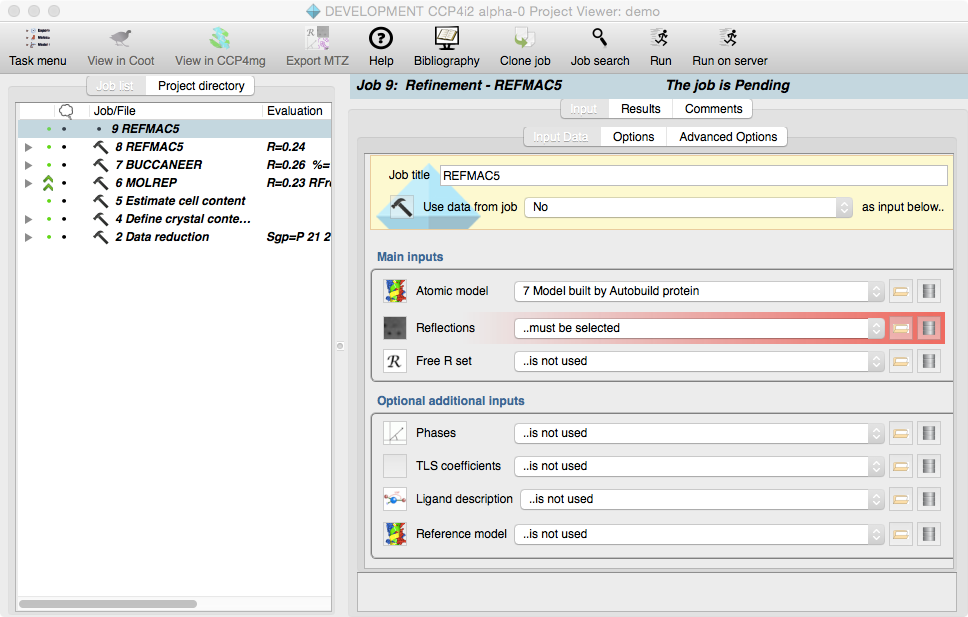 DEVELOPMENT CCP4i2 alpha-0 Project Viewer: demo
Task menu
View in Coot
View in CCP4mg
Export MTZ
Help
Bibliography
Clone job
Job search
Run
Run on server
Job list
Project directory
Job/File
Evaluation
9 REFMAC5
8 REFMAC5 R=0.24
7 BUCCANEER R=0.26 %=
6 MOLREP R=0.23 RFre
5 Estimate cell content
4 Define crystal conte...
2 Data reduction Sgp=P 21 2
Job 9: Refinement - REFMAC5 The job is Pending
Input Results Comments
Input Data Options Advanced Options
Job title REFMAC5
Use data from job No as input below..
Main inputs
Atomic model 7 Model built by Autobuild protein
Reflections ..must be selected
R Free R set ..is not used
Optional additional inputs
Phases ..is not used
TLS coefficients ..is not used
Ligand description ..is not used
Reference model ..is not used